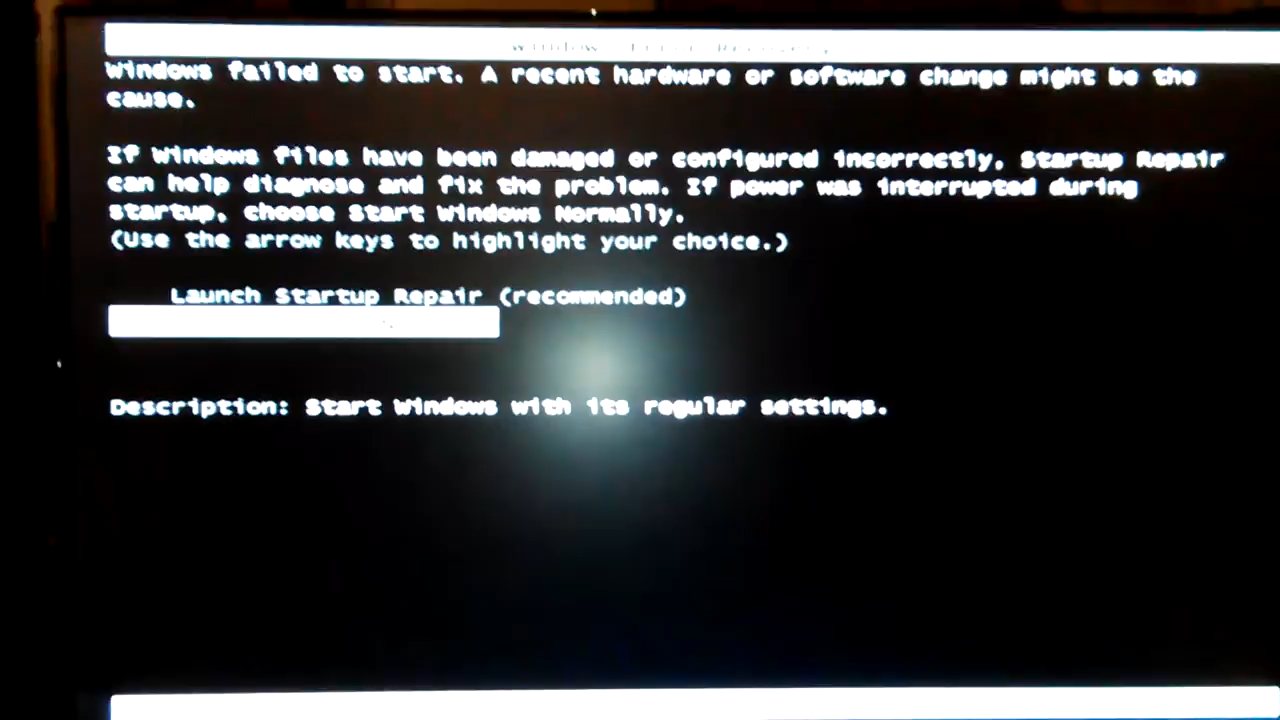 Windows Error Recovery
Windows failed to start. A recent hardware or software change might be the
cause.
If Windows files have been damaged or configured incorrectly, Startup Repair
can help diagnose and fix the problem. If power was interrupted during
startup, choose Start Windows Normally.
(Use the arrow keys to highlight your choice.)
Launch Startup Repair (recommended)
Description: Start Windows with its regular settings.